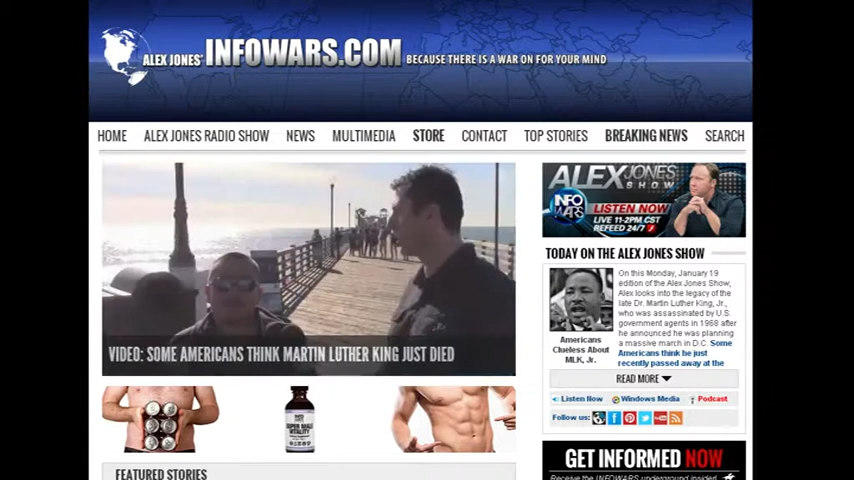 ALEX JONES' INFOWARS.COM BECAUSE THERE IS A WAR ON FOR YOUR MIND
HOME ALEX JONES RADIO SHOW NEWS MULTIMEDIA STORE CONTACT TOP STORIES BREAKING NEWS SEARCH
VIDEO: SOME AMERICANS THINK MARTIN LUTHER KING JUST DIED
SUPER MALE
VITALITY
FEATURED STORIES
ALEX JONES
SHOW
INFO
WARS
LISTEN NOW
LIVE 11-2PM CST
REFEED 24/7
TODAY ON THE ALEX JONES SHOW
On this Monday, January 19
edition of the Alex Jones Show,
Alex looks into the legacy of the
late Dr. Martin Luther King, Jr.,
who was assassinated by U.S.
government agents in 1968 after
he announced he was planning
a massive march in D.C. Some
Americans think he just
recently passed away at the
Americans
Clueless About
MLK, Jr.
READ MORE
Listen Now Windows Media Podcast
Follow us:
GET INFORMED NOW
Receive the INFOWARS underground insider!